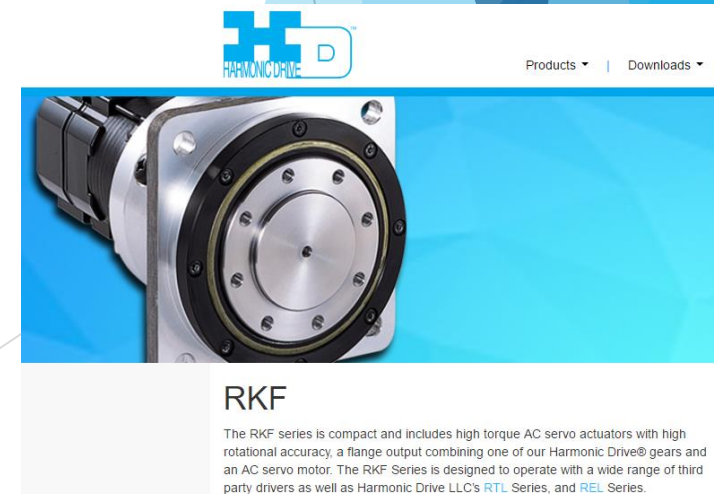 HD™
HARMONIC DRIVE
Products | Downloads
RKF
The RKF series is compact and includes high torque AC servo actuators with high
rotational accuracy, a flange output combining one of our Harmonic Drive® gears and
an AC servo motor. The RKF Series is designed to operate with a wide range of third
party drivers as well as Harmonic Drive LLC's RTL Series, and REL Series.